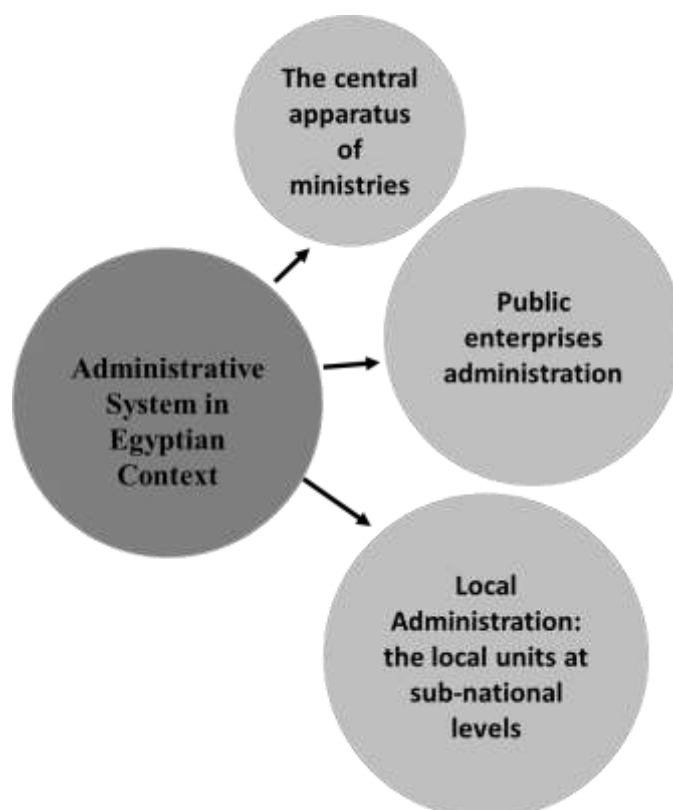 The central
apparatus
of
ministries
Public
enterprises
administration
Administrative
System in
Egyptian
Context
Local
Administration:
the local units at
sub-national
levels